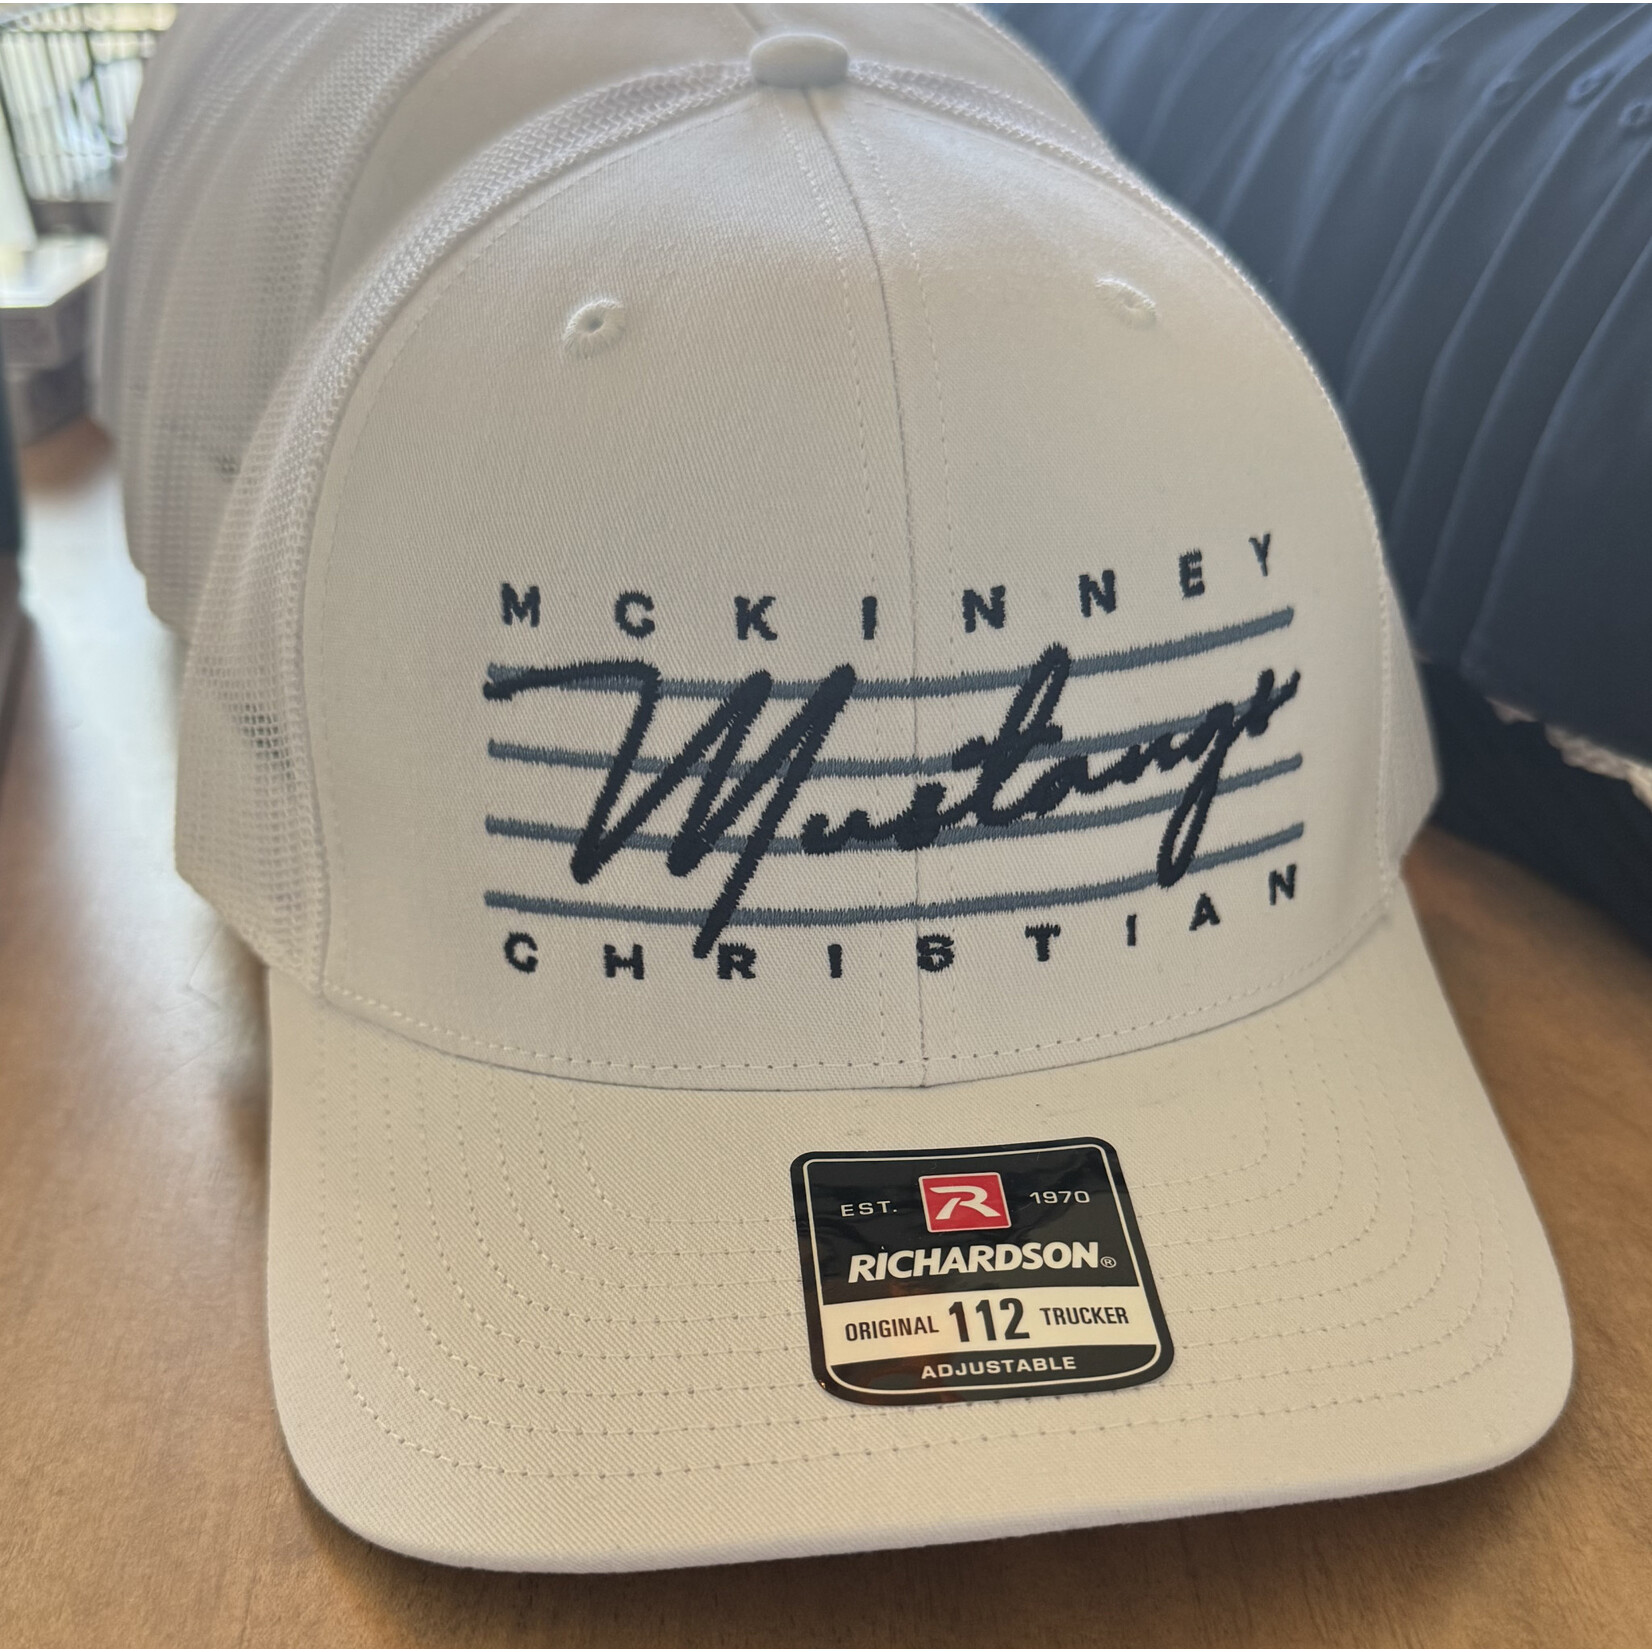 MCKINNEY
Mustangs
CHRISTIAN
EST. R 1970
RICHARDSON®
ORIGINAL 112 TRUCKER
ADJUSTABLE